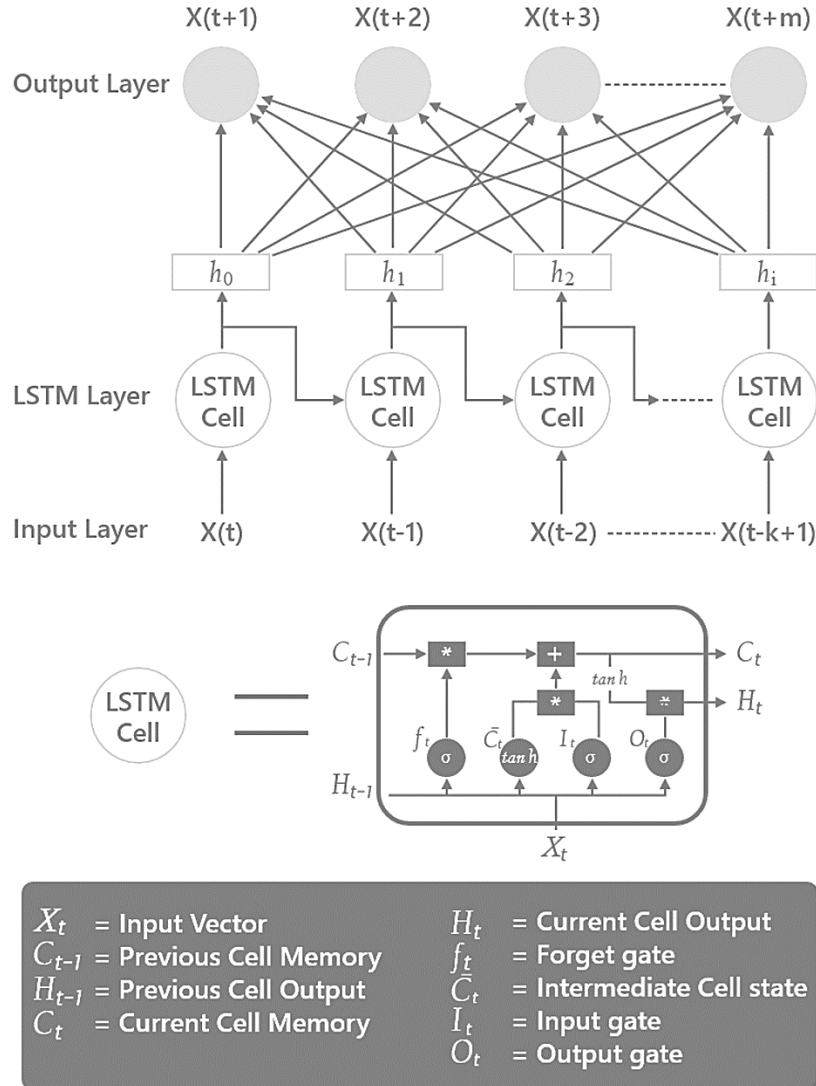 X(t+1) X(t+2) X(t+3) X(t+m)
Output Layer
h₀ h₁ h₂ hᵢ
LSTM Layer
LSTM Cell LSTM Cell LSTM Cell LSTM Cell
Input Layer X(t) X(t-1) X(t-2) X(t-k+1)
Cₜ₋₁ * + Cₜ
tanh
* * Hₜ
LSTM Cell
fₜ σ C̄ₜ tanh Iₜ σ Oₜ σ
Hₜ₋₁
Xₜ
Xₜ = Input Vector
Cₜ₋₁ = Previous Cell Memory
Hₜ₋₁ = Previous Cell Output
Cₜ = Current Cell Memory
Hₜ = Current Cell Output
fₜ = Forget gate
C̄ₜ = Intermediate Cell state
Iₜ = Input gate
Oₜ = Output gate